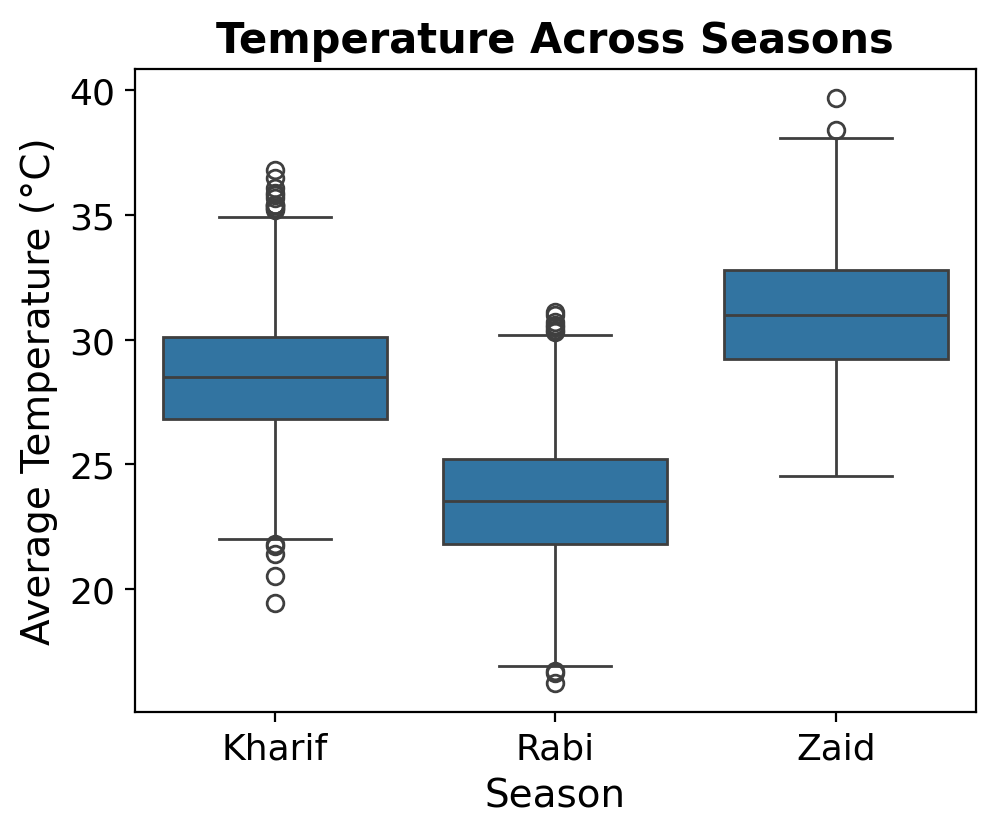 Temperature Across Seasons
Average Temperature (°C)
40
35
30
25
20
Kharif
Rabi
Zaid
Season